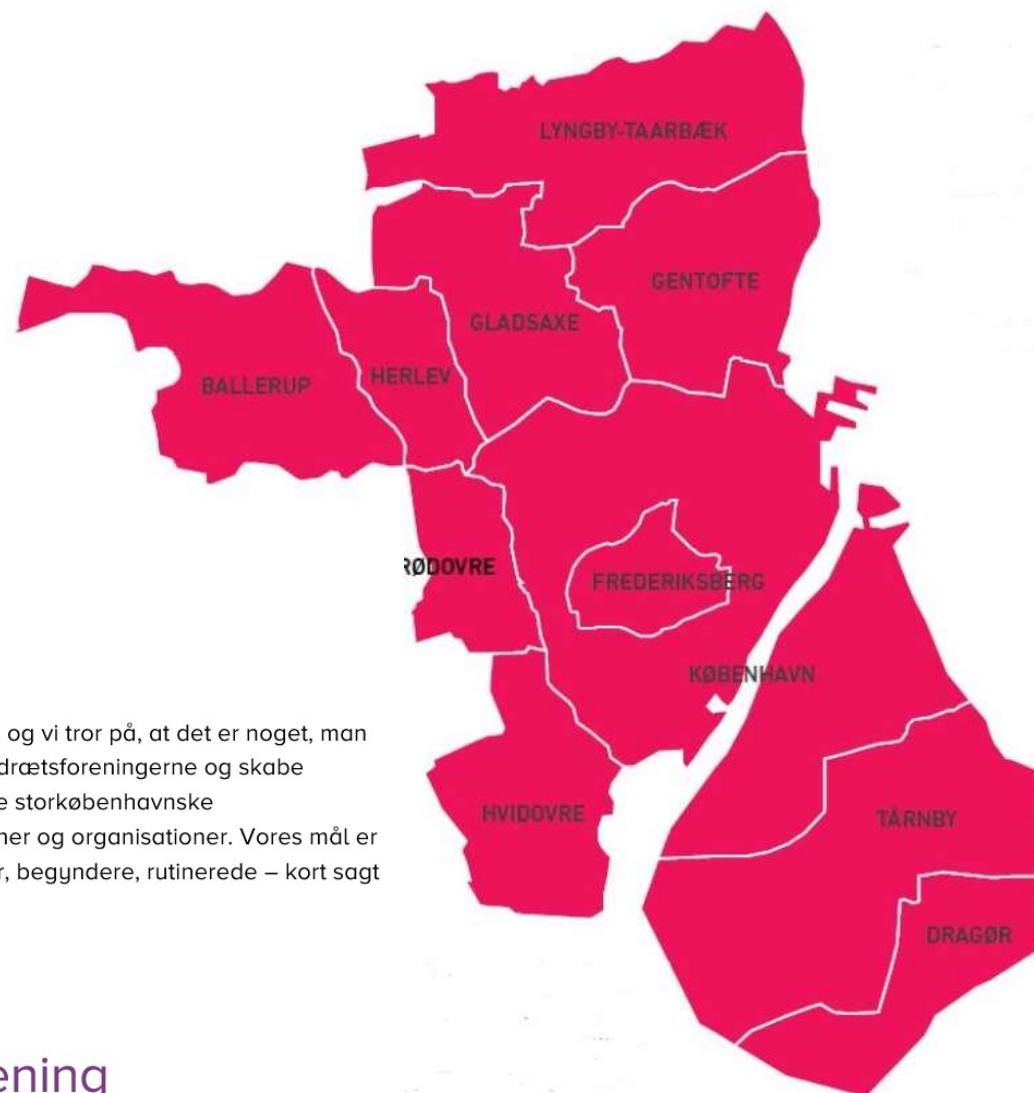 LYNGBY-TAARBÆK
GENTOFTE
GLADSAXE
HERLEV
BALLERUP
RØDOVRE
FREDERIKSBERG
KØBENHAVN
og vi tror på, at det er noget, man
drætsforeningerne og skabe
e storkøbenhavnske
ner og organisationer. Vores mål er
r, begyndere, rutinerede – kort sagt
HVIDOVRE
TÅRNBY
DRAGØR
ening